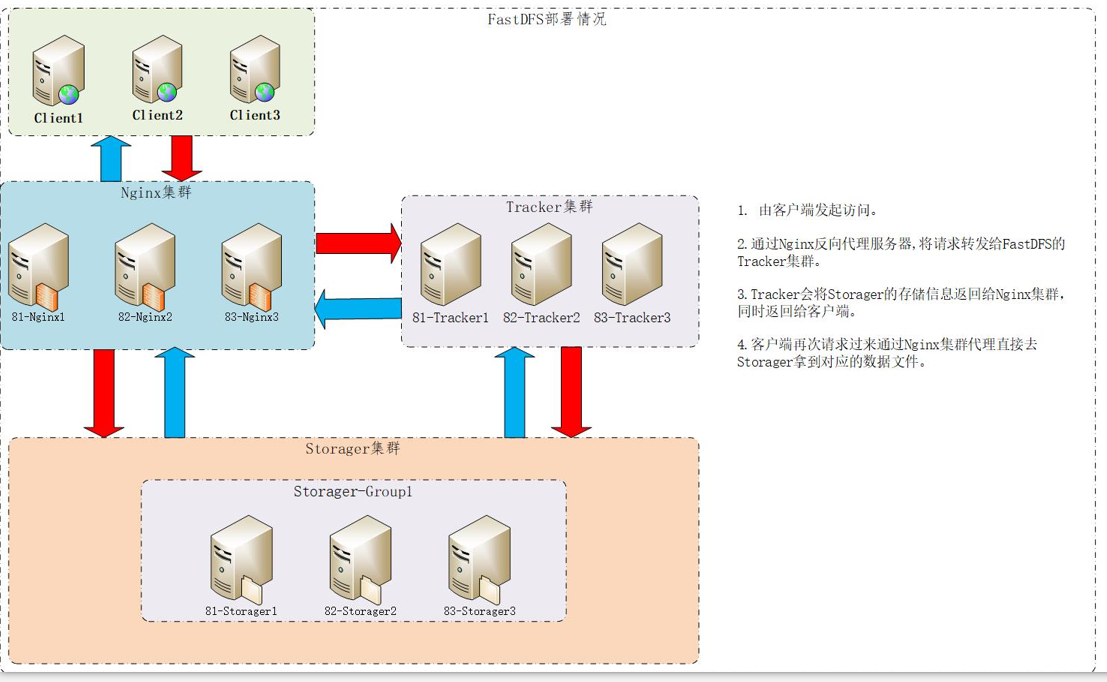 FastDFS部署情况
Client1
Client2
Client3
Nginx集群
81-Nginx1
82-Nginx2
83-Nginx3
Tracker集群
81-Tracker1
82-Tracker2
83-Tracker3
1. 由客户端发起访问。
2.通过Nginx反向代理服务器,将请求转发给FastDFS的
Tracker集群。
3.Tracker会将Storager的存储信息返回给Nginx集群,
同时返回给客户端。
4.客户端再次请求过来通过Nginx集群代理直接去
Storager拿到对应的数据文件。
Storager集群
Storager-Group1
81-Storager1
82-Storager2
83-Storager3